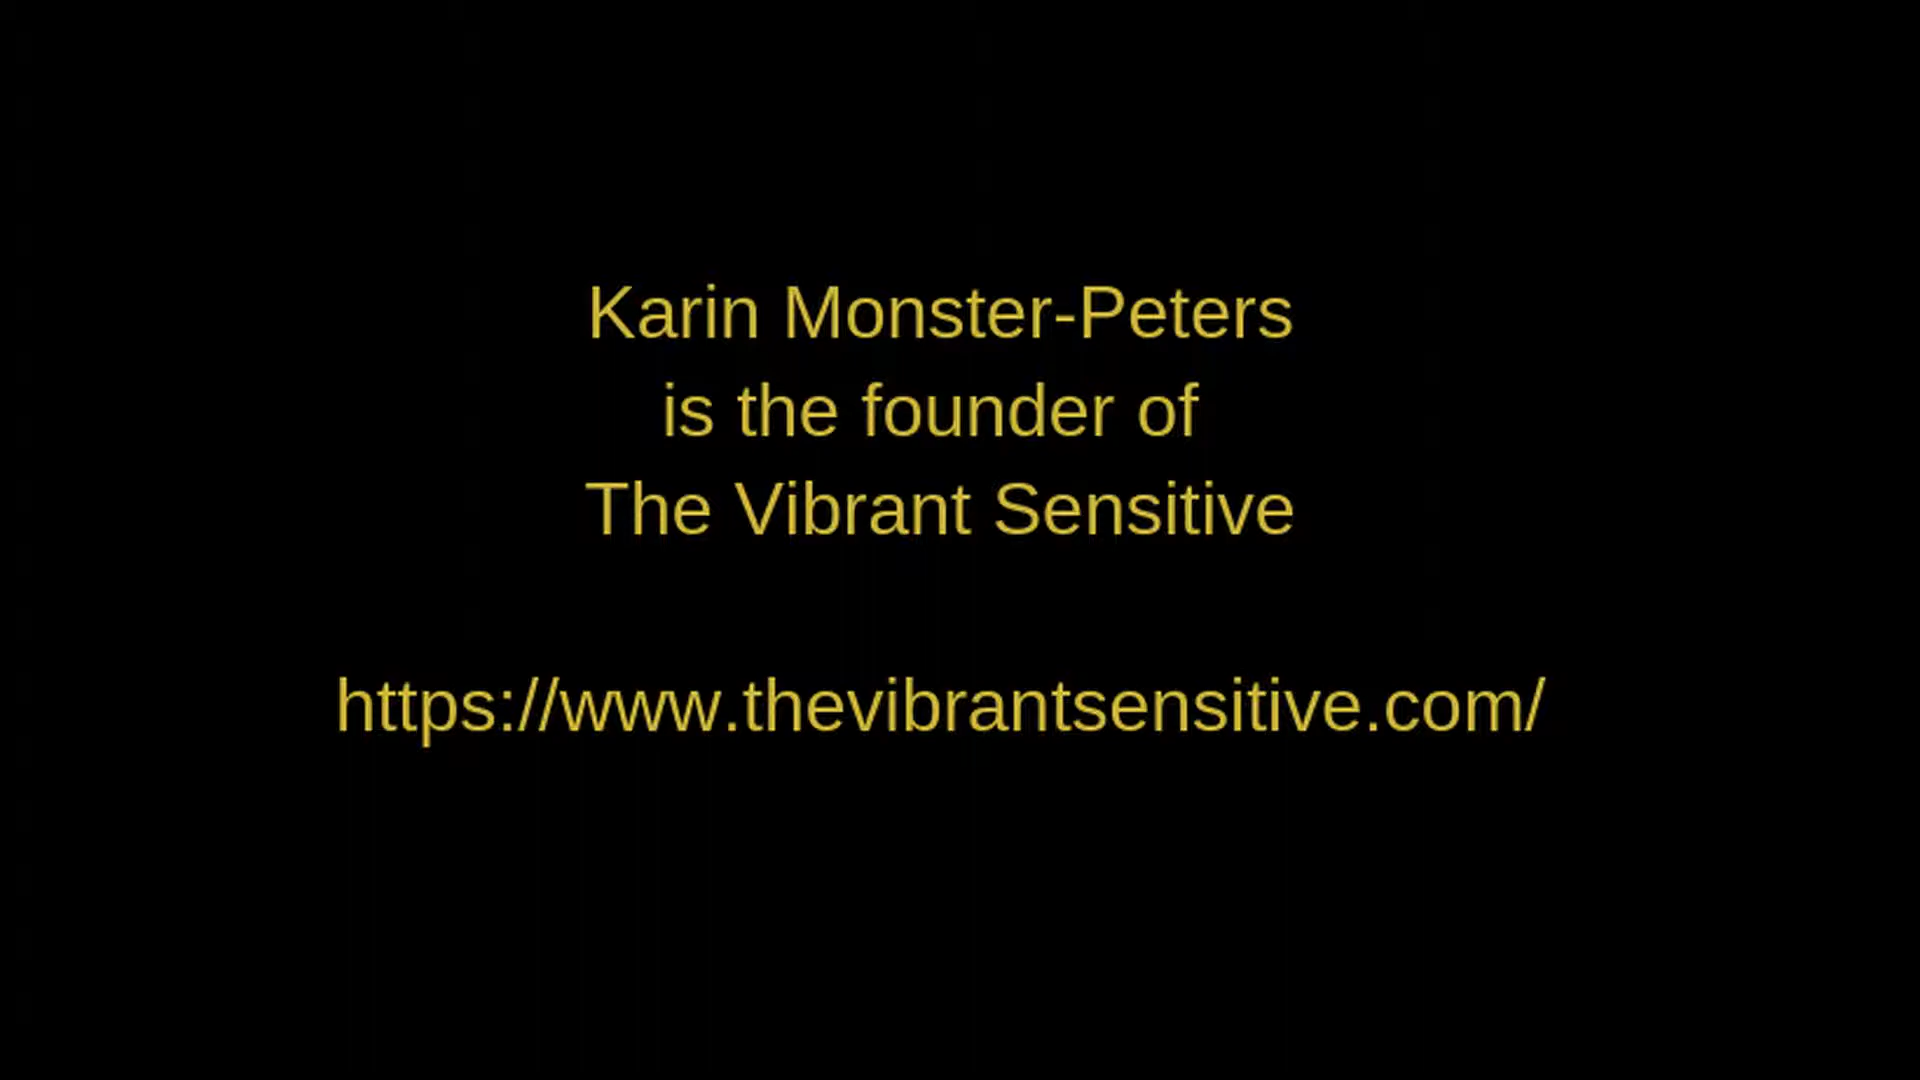 Karin Monster-Peters
is the founder of
The Vibrant Sensitive
https://www.thevibrantsensitive.com/